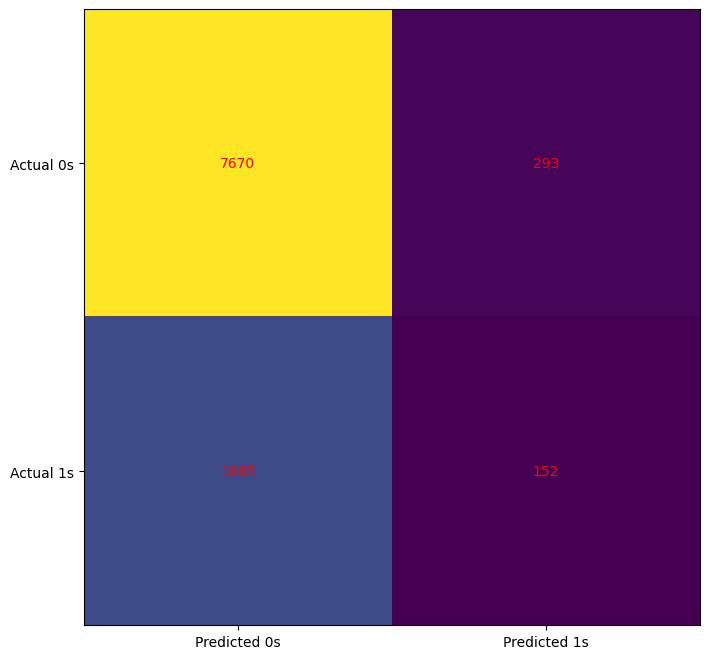 Actual 0s
7670
293
Actual 1s
1885
152
Predicted 0s
Predicted 1s